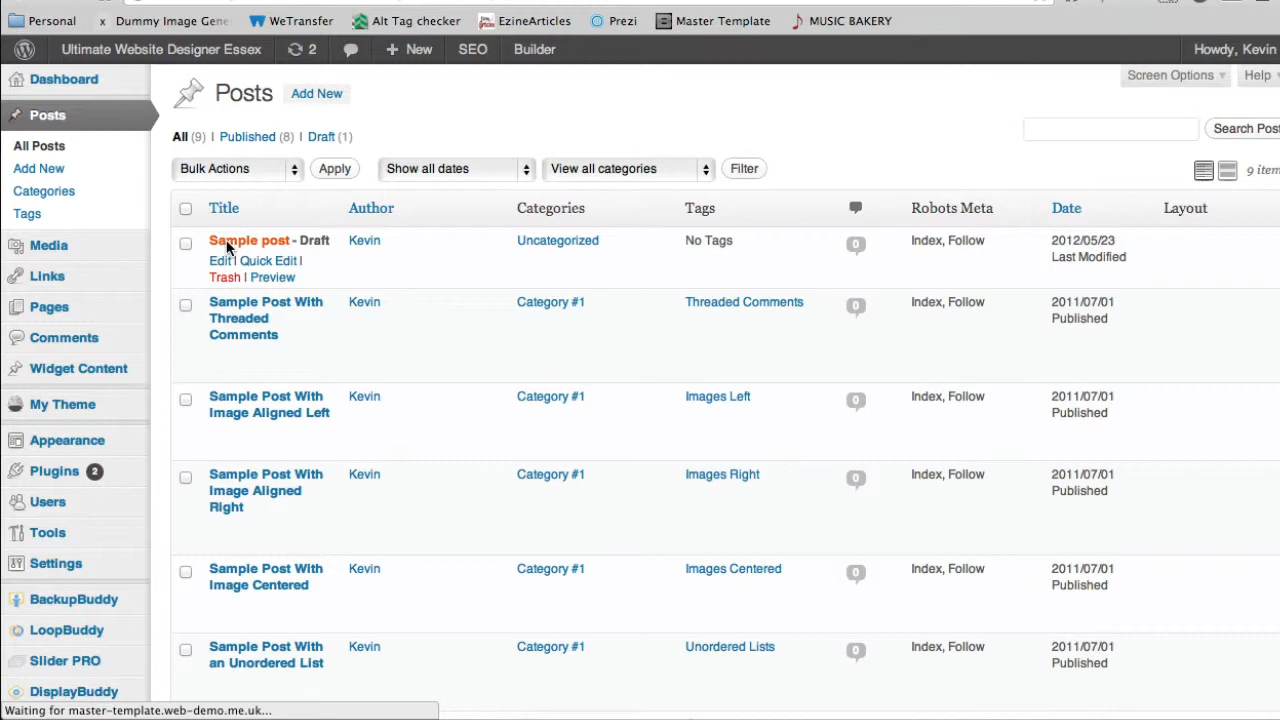 Personal x Dummy Image Gene WeTransfer Alt Tag checker EzineArticles Prezi Master Template MUSIC BAKERY
Ultimate Website Designer Essex 2 + New SEO Builder Howdy, Kevin
Dashboard
Screen Options Help
Posts Add New
Posts
All (9) | Published (8) | Draft (1)
All Posts
Add New
Categories
Tags
Search Post
Bulk Actions Apply Show all dates View all categories Filter
9 item
Title Author Categories Tags Robots Meta Date Layout
Sample post - Draft Kevin Uncategorized No Tags 0 Index, Follow 2012/05/23
Last Modified
Edit | Quick Edit |
Trash | Preview
Sample Post With Kevin Category #1 Threaded Comments 0 Index, Follow 2011/07/01
Threaded Published
Comments
Sample Post With Kevin Category #1 Images Left 0 Index, Follow 2011/07/01
Image Aligned Left Published
Sample Post With Kevin Category #1 Images Right 0 Index, Follow 2011/07/01
Image Aligned Published
Right
Sample Post With Kevin Category #1 Images Centered 0 Index, Follow 2011/07/01
Image Centered Published
Sample Post With Kevin Category #1 Unordered Lists 0 Index, Follow 2011/07/01
an Unordered List Published
Media
Links
Pages
Comments
Widget Content
My Theme
Appearance
Plugins 2
Users
Tools
Settings
BackupBuddy
LoopBuddy
Slider PRO
DisplayBuddy
Waiting for master-template.web-demo.me.uk...